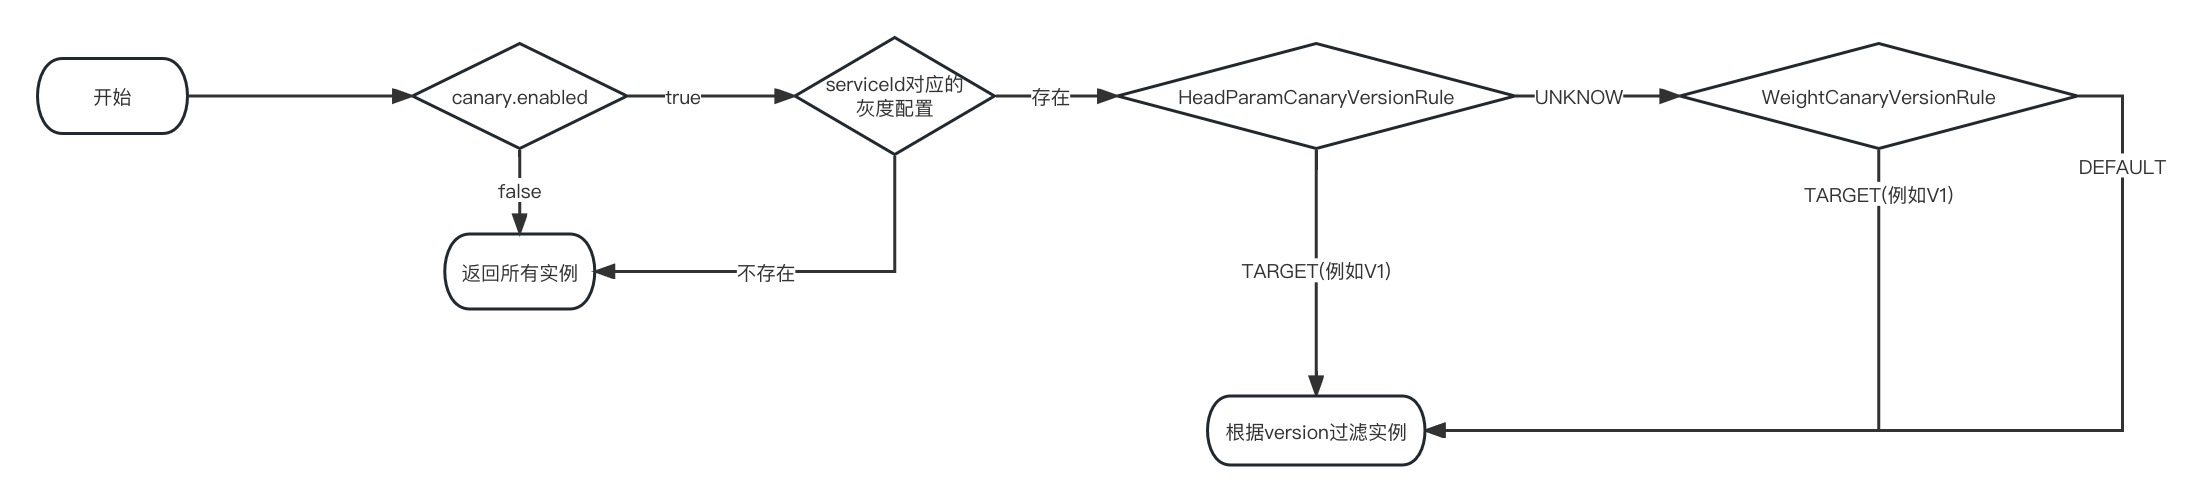 开始
canary.enabled
true
serviceId对应的
灰度配置
存在
HeadParamCanaryVersionRule
UNKNOW
WeightCanaryVersionRule
DEFAULT
false
TARGET(例如V1)
返回所有实例
不存在
TARGET(例如V1)
根据version过滤实例